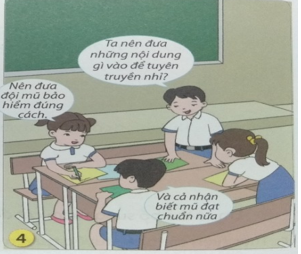 Ta nên đưa
những nội dung
gì vào để tuyên
truyền nhỉ?
Nên đưa
đội mũ bảo
hiểm đúng
cách.
Và cả nhận
biết mũ đạt
chuẩn nữa
4